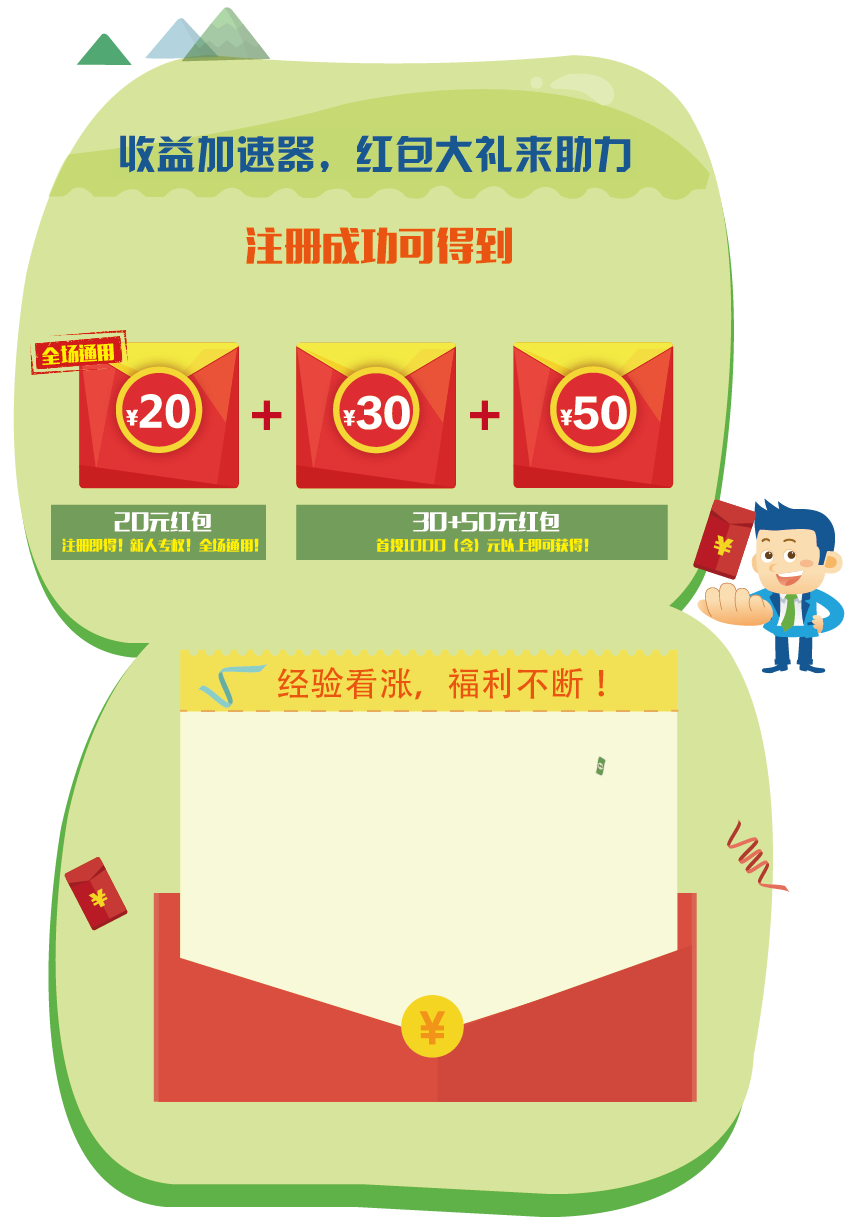 收益加速器，红包大礼来助力
注册成功可得到
全场通用
¥20 + ¥30 + ¥50
20元红包
注册即得！新人专权！全场通用！
30+50元红包
首投1000（含）元以上即可获得！
¥
经验看涨，福利不断！
¥
¥